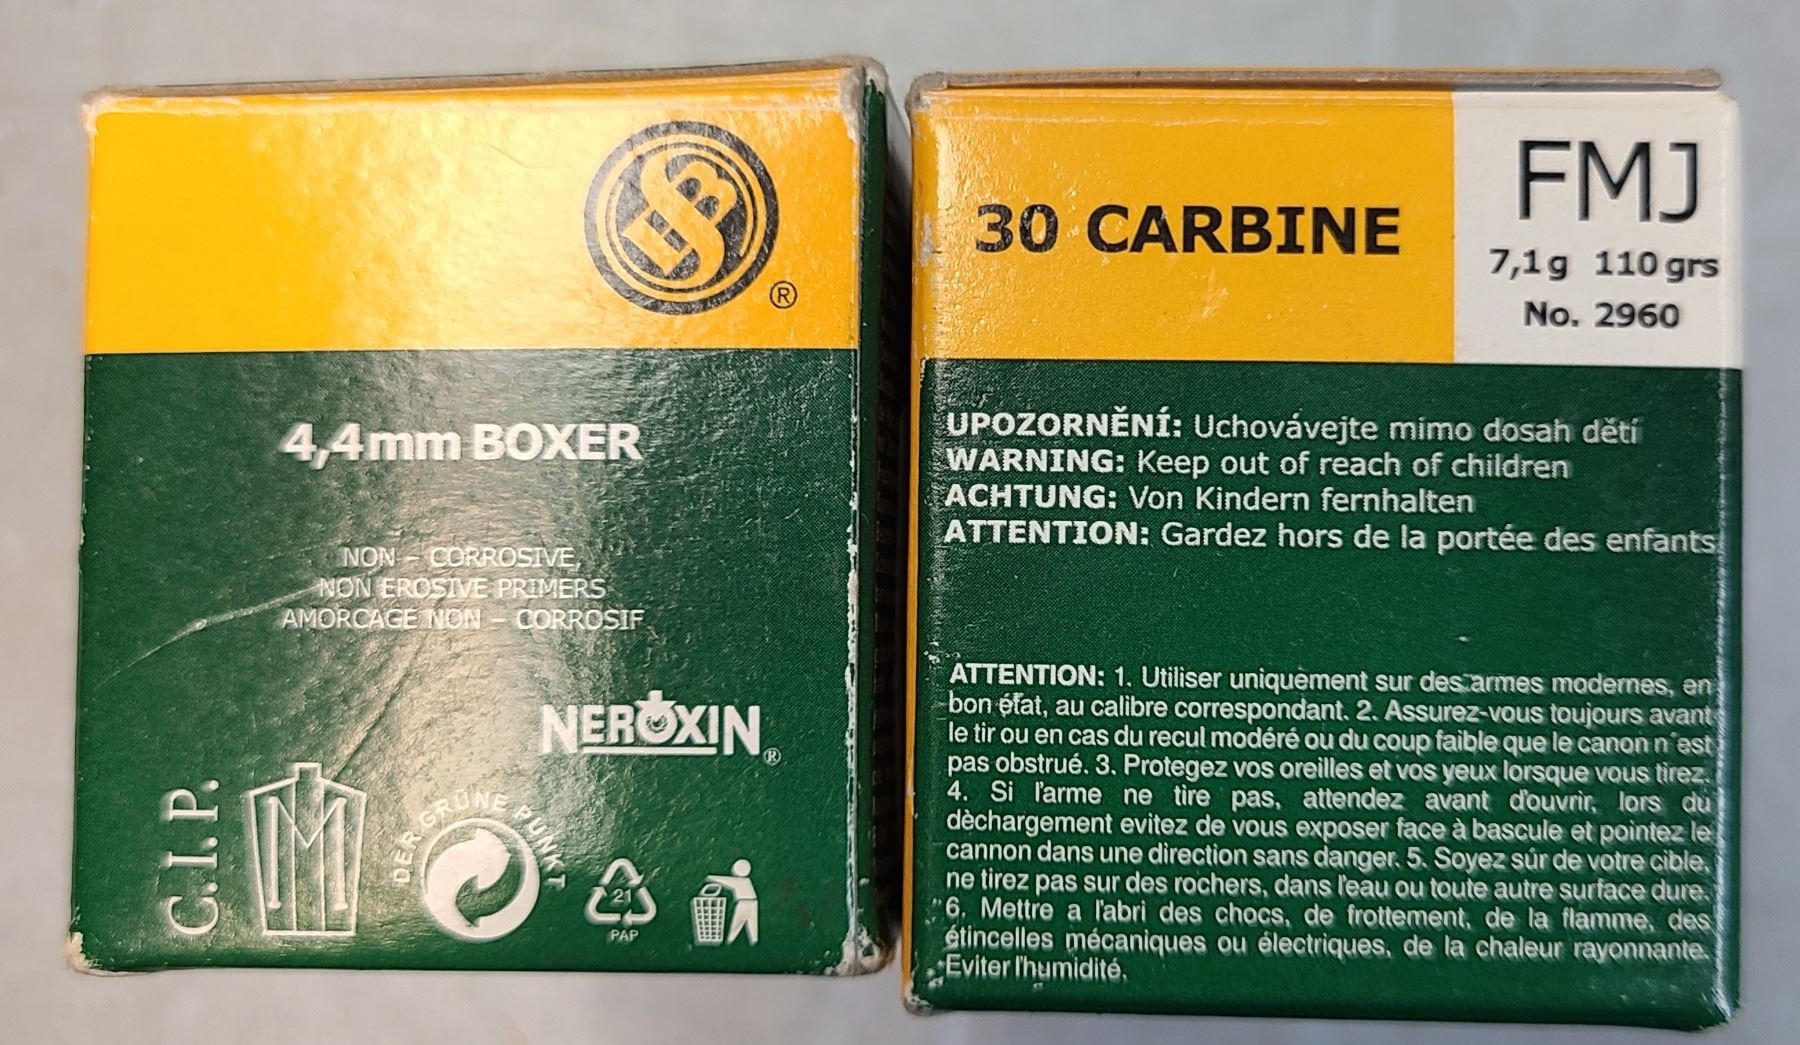 S&B
®
4,4mm BOXER
NON – CORROSIVE,
NON EROSIVE PRIMERS
AMORCAGE NON – CORROSIF
NEROXIN®
C.I.P.
DER GRÜNE PUNKT
21
PAP
30 CARBINE
FMJ
7,1g 110 grs
No. 2960
UPOZORNĚNÍ: Uchovávejte mimo dosah dětí
WARNING: Keep out of reach of children
ACHTUNG: Von Kindern fernhalten
ATTENTION: Gardez hors de la portée des enfants
ATTENTION: 1. Utiliser uniquement sur des armes modernes, en
bon état, au calibre correspondant. 2. Assurez-vous toujours avant
le tir ou en cas du recul modéré ou du coup faible que le canon n'est
pas obstrué. 3. Protegez vos oreilles et vos yeux lorsque vous tirez.
4. Si l'arme ne tire pas, attendez avant d'ouvrir, lors du
dèchargement evitez de vous exposer face à bascule et pointez le
cannon dans une direction sans danger. 5. Soyez súr de votre cible,
ne tirez pas sur des rochers, dans l'eau ou toute autre surface dure.
6. Mettre a l'abri des chocs, de frottement, de la flamme, des
étincelles mécaniques ou électriques, de la chaleur rayonnante.
Eviter l'humidité.